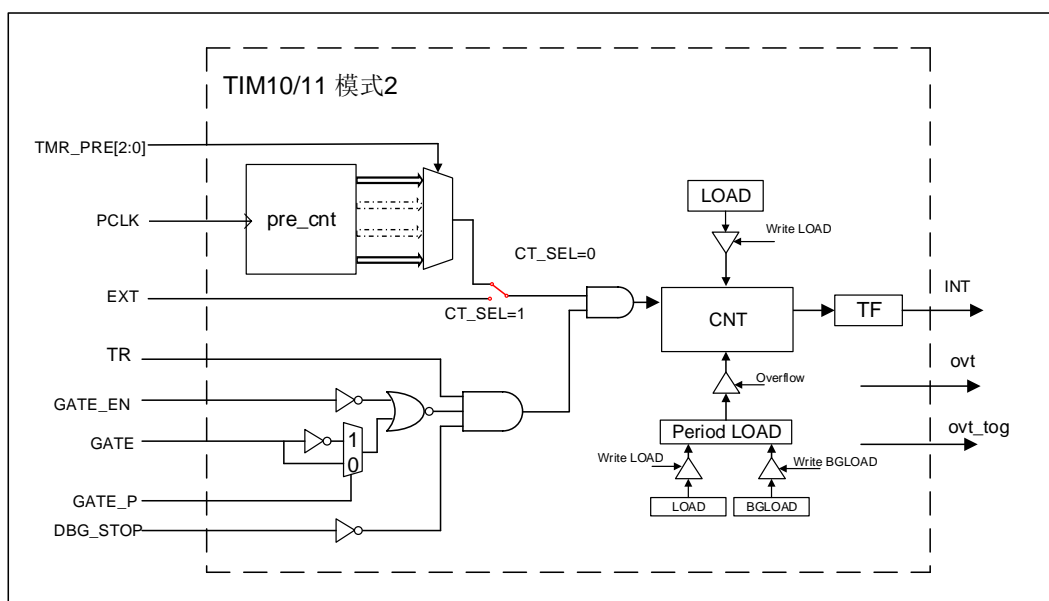 TIM10/11 模式2
TMR_PRE[2:0]
PCLK
pre_cnt
LOAD
Write LOAD
CT_SEL=0
EXT
CT_SEL=1
CNT
TF
INT
TR
Overflow
ovt
GATE_EN
GATE
1
0
Period LOAD
ovt_tog
Write LOAD
Write BGLOAD
GATE_P
LOAD
BGLOAD
DBG_STOP